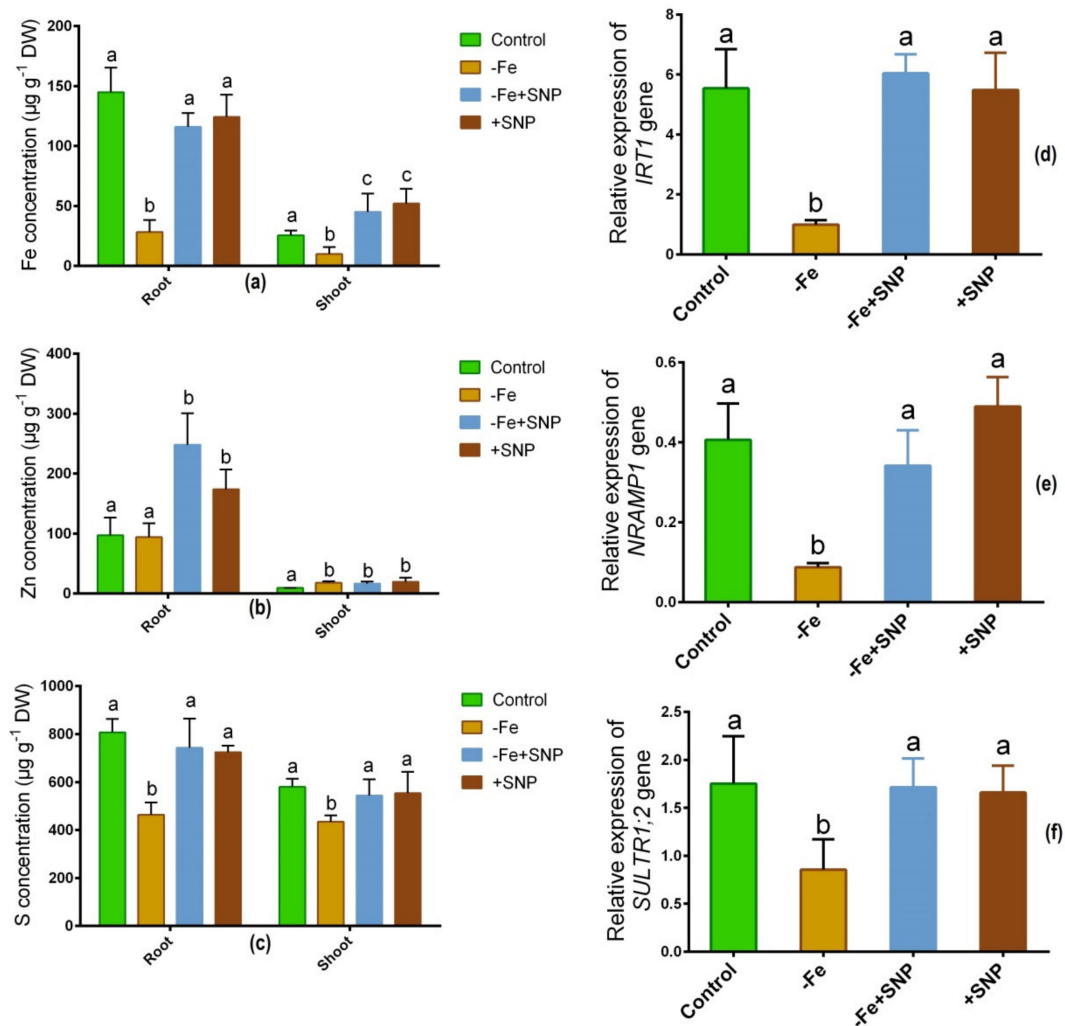 Fe concentration (µg g⁻¹ DW)
200
150
100
50
0
a
b
a
a
a
b
c
c
Root
(a)
Shoot
Control
-Fe
-Fe+SNP
+SNP
Relative expression of
IRT1 gene
8
6
4
2
0
a
b
a
a
Control
-Fe
-Fe+SNP
+SNP
(d)
Zn concentration (µg g⁻¹ DW)
400
300
200
100
0
a
a
b
b
a
b
b
b
Root
(b)
Shoot
Control
-Fe
-Fe+SNP
+SNP
Relative expression of
NRAMP1 gene
0.6
0.4
0.2
0.0
a
b
a
a
Control
-Fe
-Fe+SNP
+SNP
(e)
S concentration (µg g⁻¹ DW)
1000
800
600
400
200
0
a
b
a
a
a
b
a
a
Root
(c)
Shoot
Control
-Fe
-Fe+SNP
+SNP
Relative expression of
SULTR1;2 gene
2.5
2.0
1.5
1.0
0.5
0.0
a
b
a
a
Control
-Fe
-Fe+SNP
+SNP
(f)